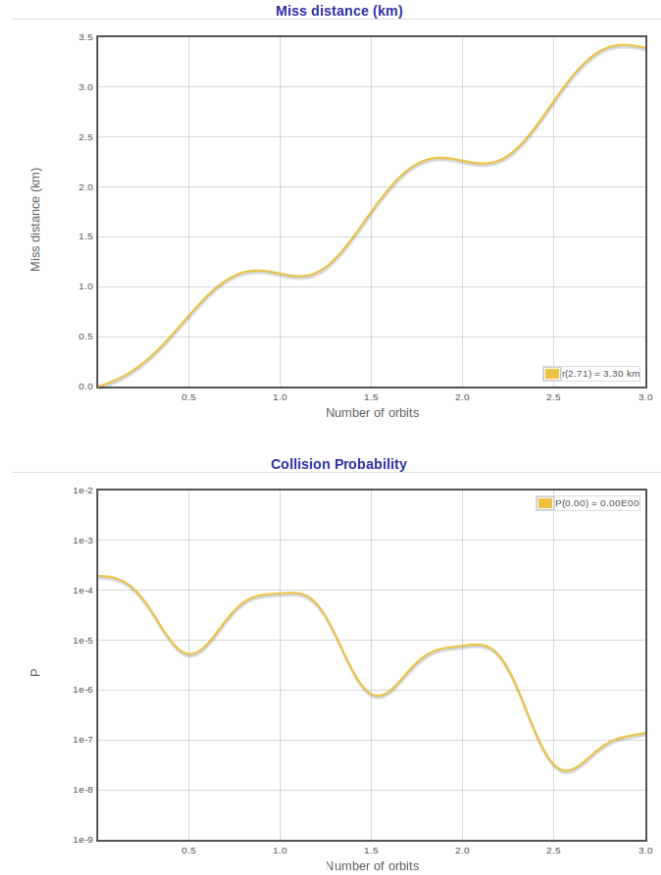 Miss distance (km)
3.5
3.0
2.5
2.0
1.5
1.0
0.5
0.0
Miss distance (km)
r(2.71) = 3.30 km
0.5 1.0 1.5 2.0 2.5 3.0
Number of orbits
Collision Probability
1e-2
P(0.00) = 0.00E00
1e-3
1e-4
1e-5
1e-6
1e-7
1e-8
1e-9
P
0.5 1.0 1.5 2.0 2.5 3.0
Number of orbits